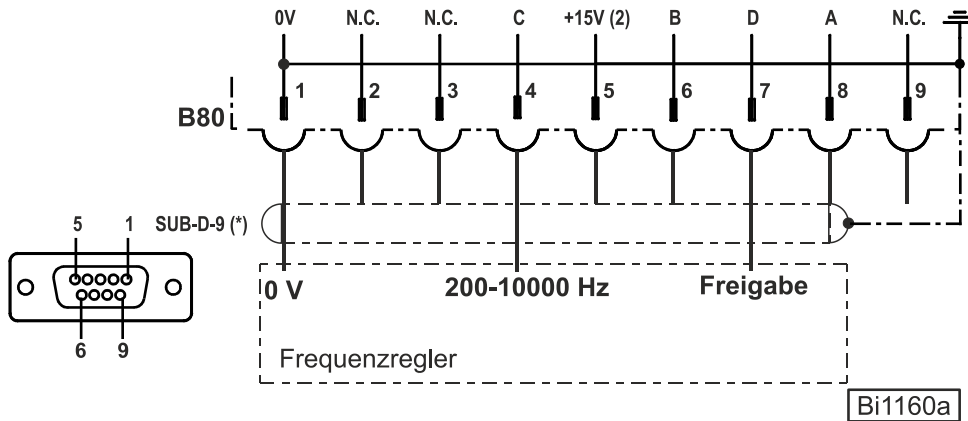 0V N.C. N.C. C +15V (2) B D A N.C.
1 2 3 4 5 6 7 8 9
B80
5 1 SUB-D-9 (*)
0 V 200-10000 Hz Freigabe
6 9
Frequenzregler
Bi1160a